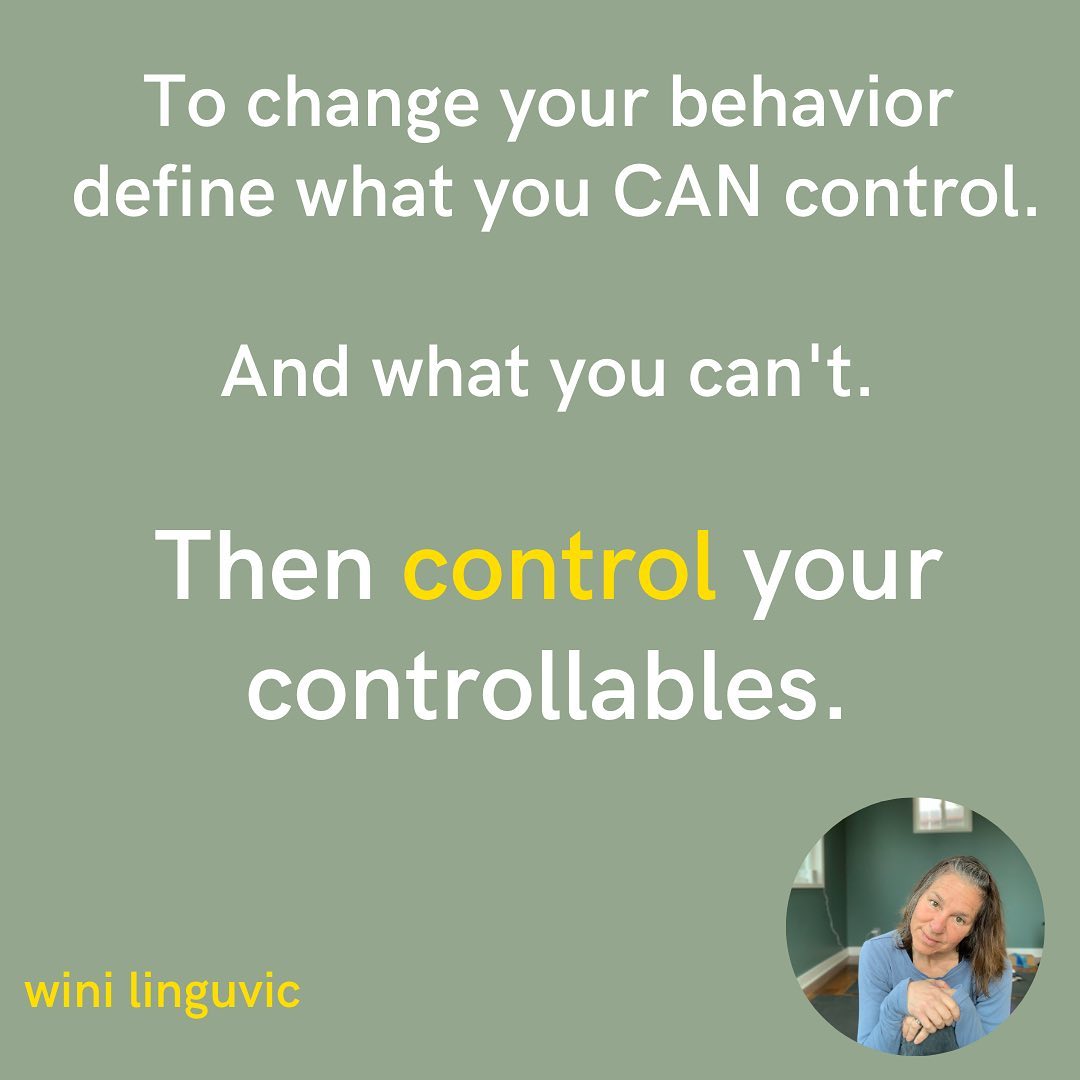 To change your behavior
define what you CAN control.
And what you can't.
Then control your
controllables.
wini linguvic